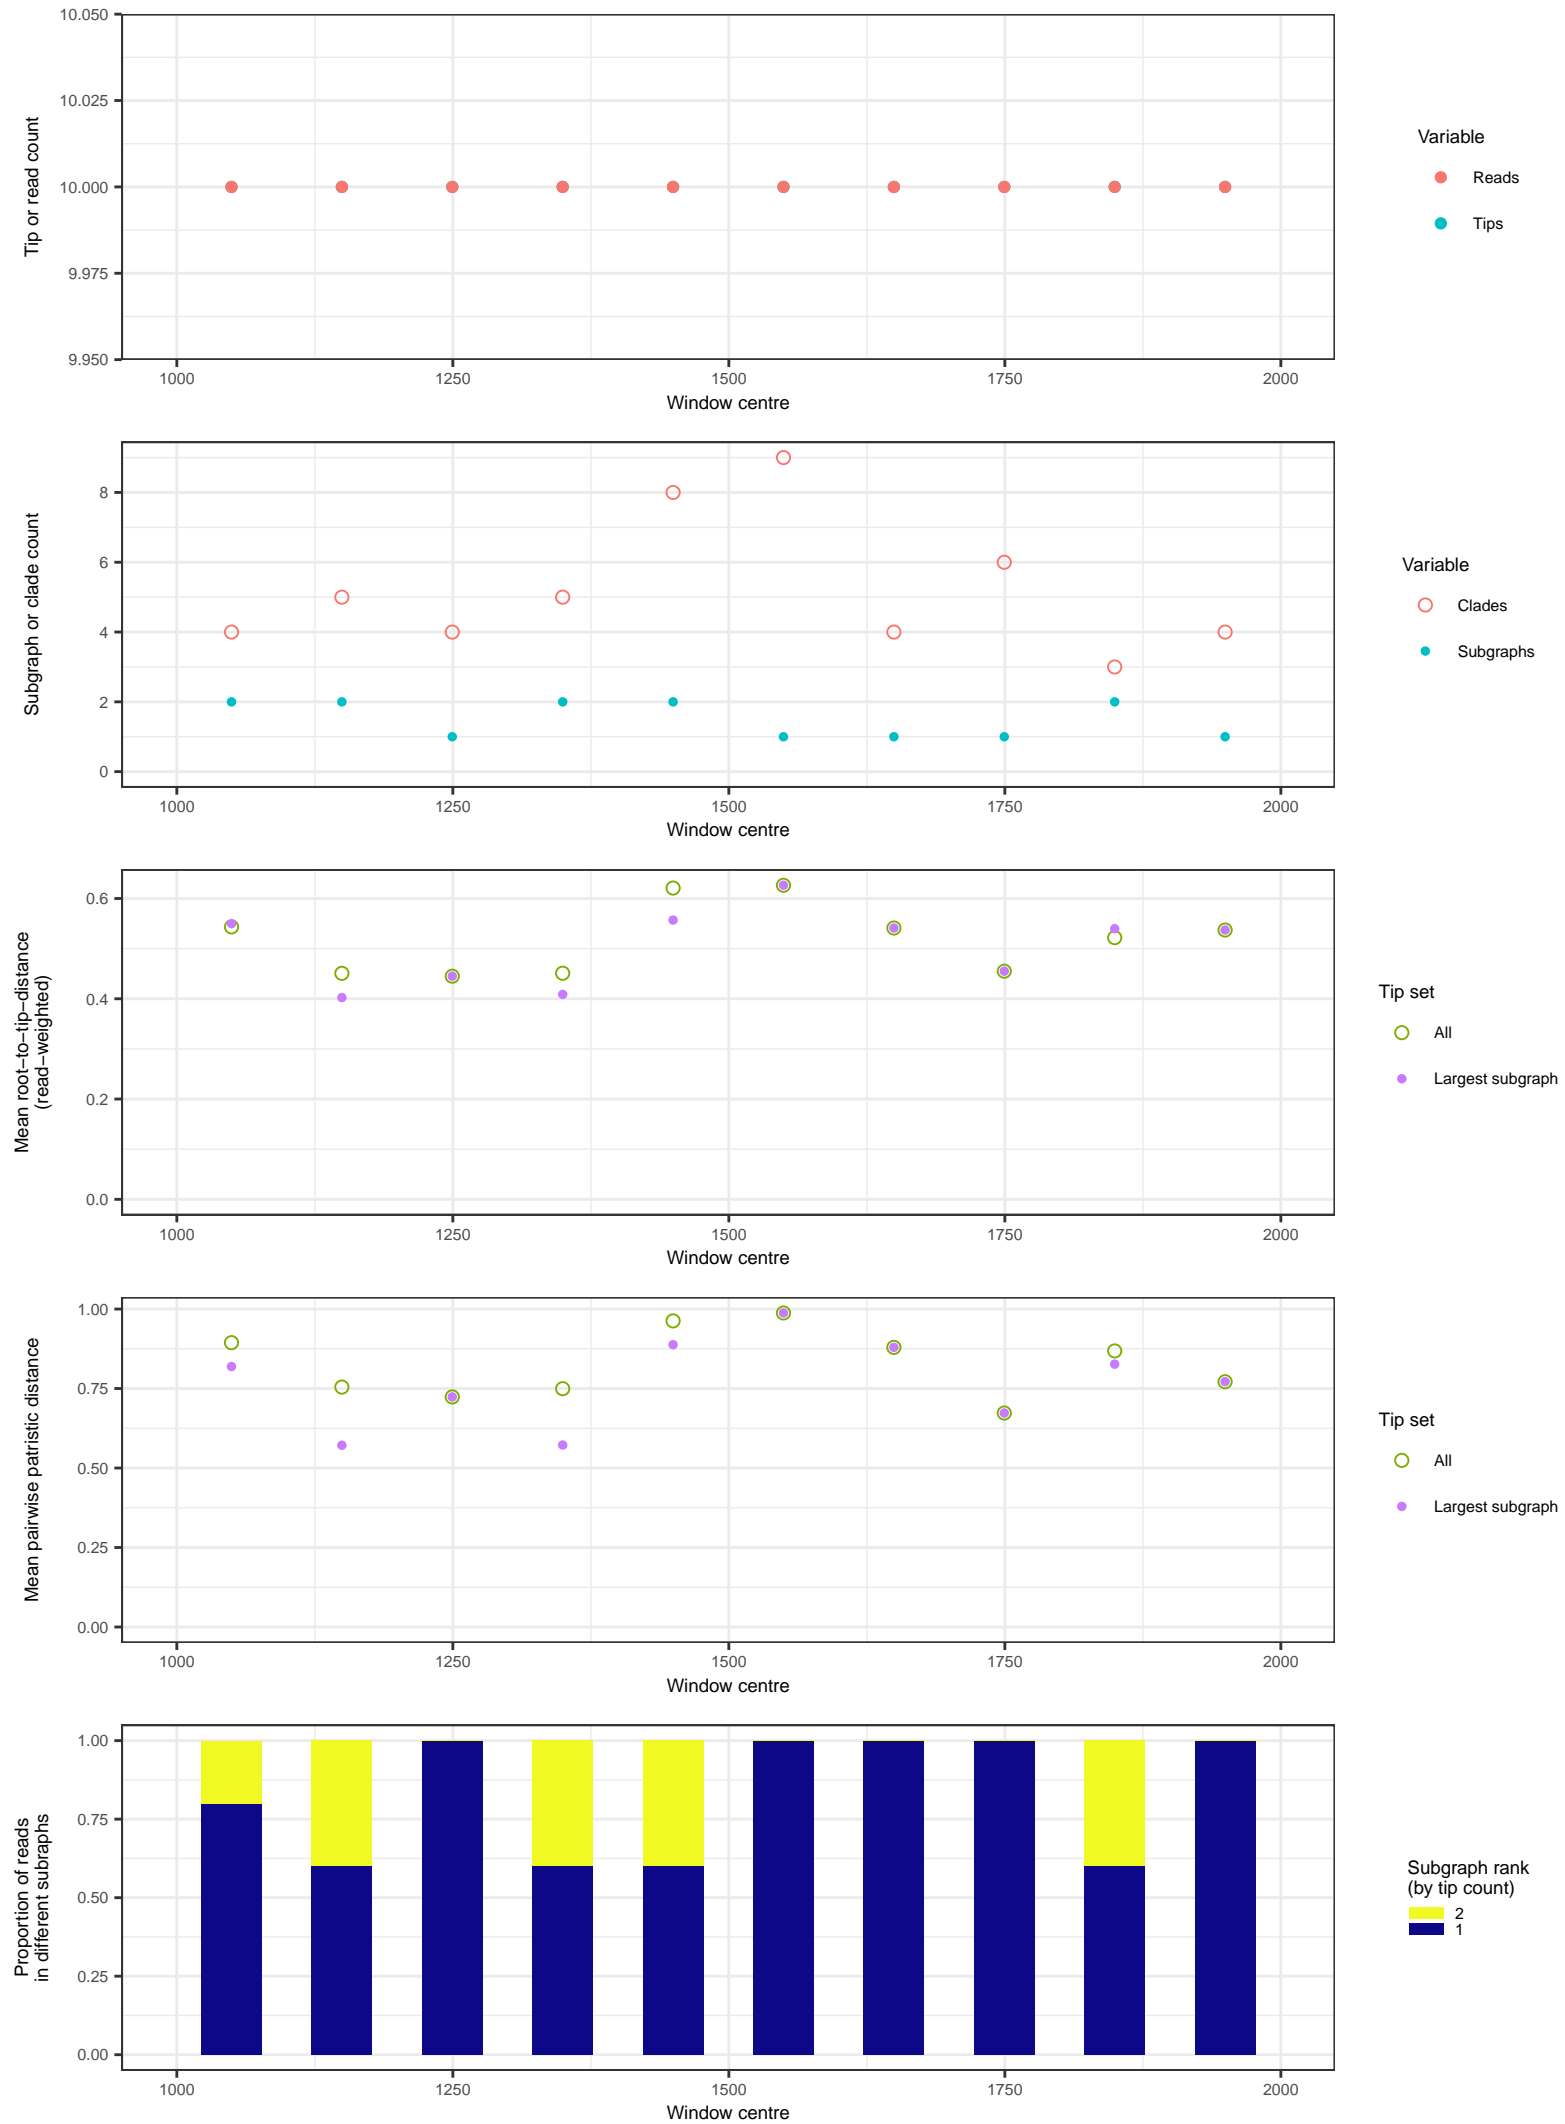 10.050
10.025
10.000
9.975
9.950
Tip or read count
1000 1250 1500 1750 2000
Window centre
Variable
Reads
Tips
8
6
4
2
0
Subgraph or clade count
1000 1250 1500 1750 2000
Window centre
Variable
Clades
Subgraphs
0.6
0.4
0.2
0.0
Mean root−to−tip−distance
(read−weighted)
1000 1250 1500 1750 2000
Window centre
Tip set
All
Largest subgraph
1.00
0.75
0.50
0.25
0.00
Mean pairwise patristic distance
1000 1250 1500 1750 2000
Window centre
Tip set
All
Largest subgraph
1.00
0.75
0.50
0.25
0.00
Proportion of reads
in different subraphs
1000 1250 1500 1750 2000
Window centre
Subgraph rank
(by tip count)
2
1